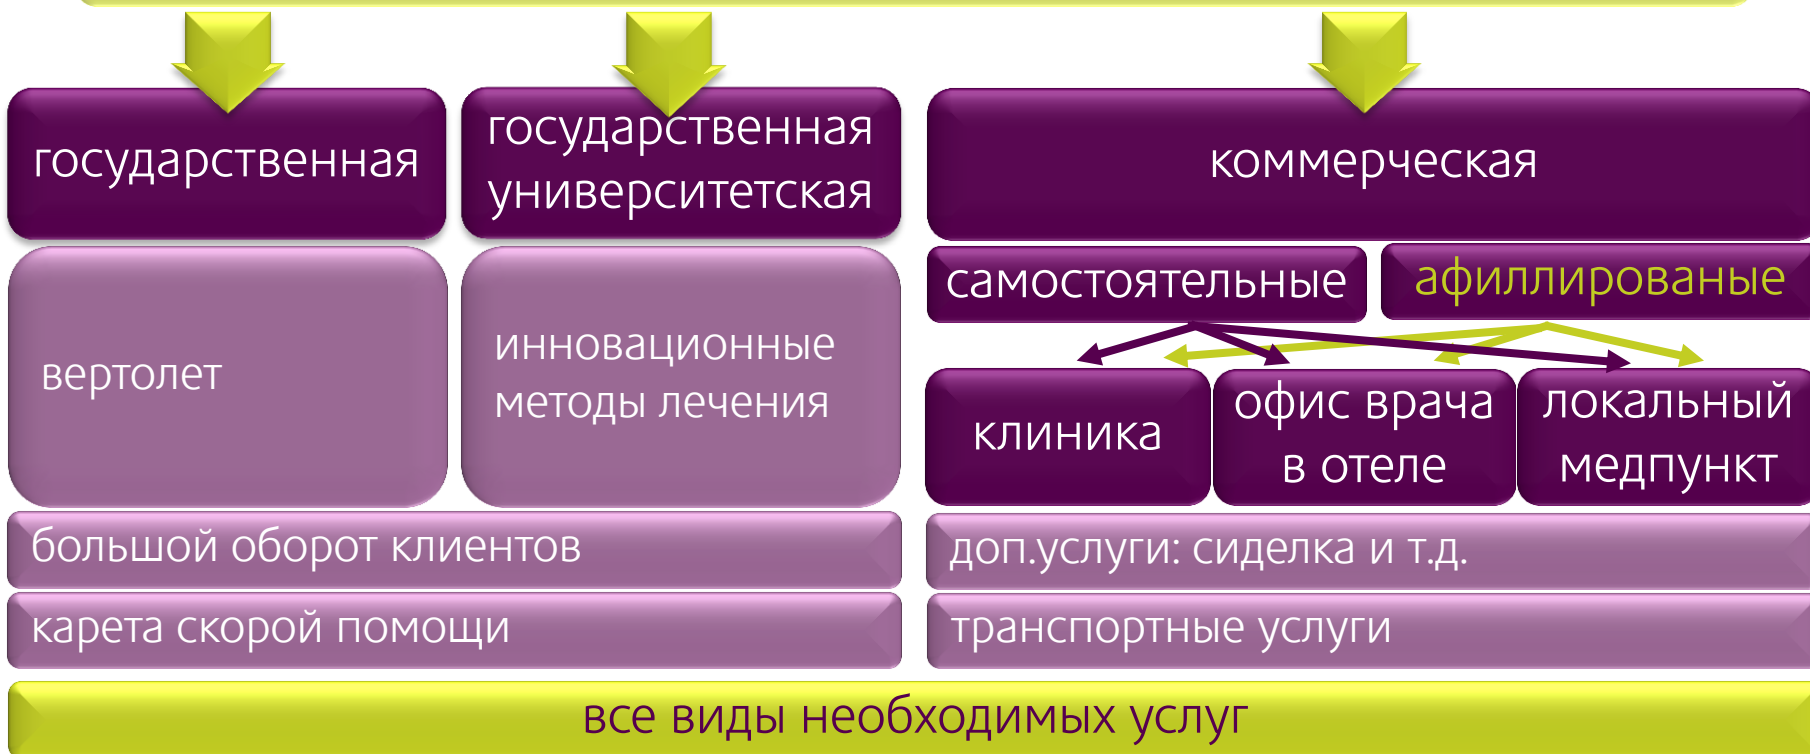 государственная
государственная
университетская
коммерческая
самостоятельные
афиллированые
вертолет
инновационные
методы лечения
клиника
офис врача
в отеле
локальный
медпункт
большой оборот клиентов
доп.услуги: сиделка и т.д.
карета скорой помощи
транспортные услуги
все виды необходимых услуг